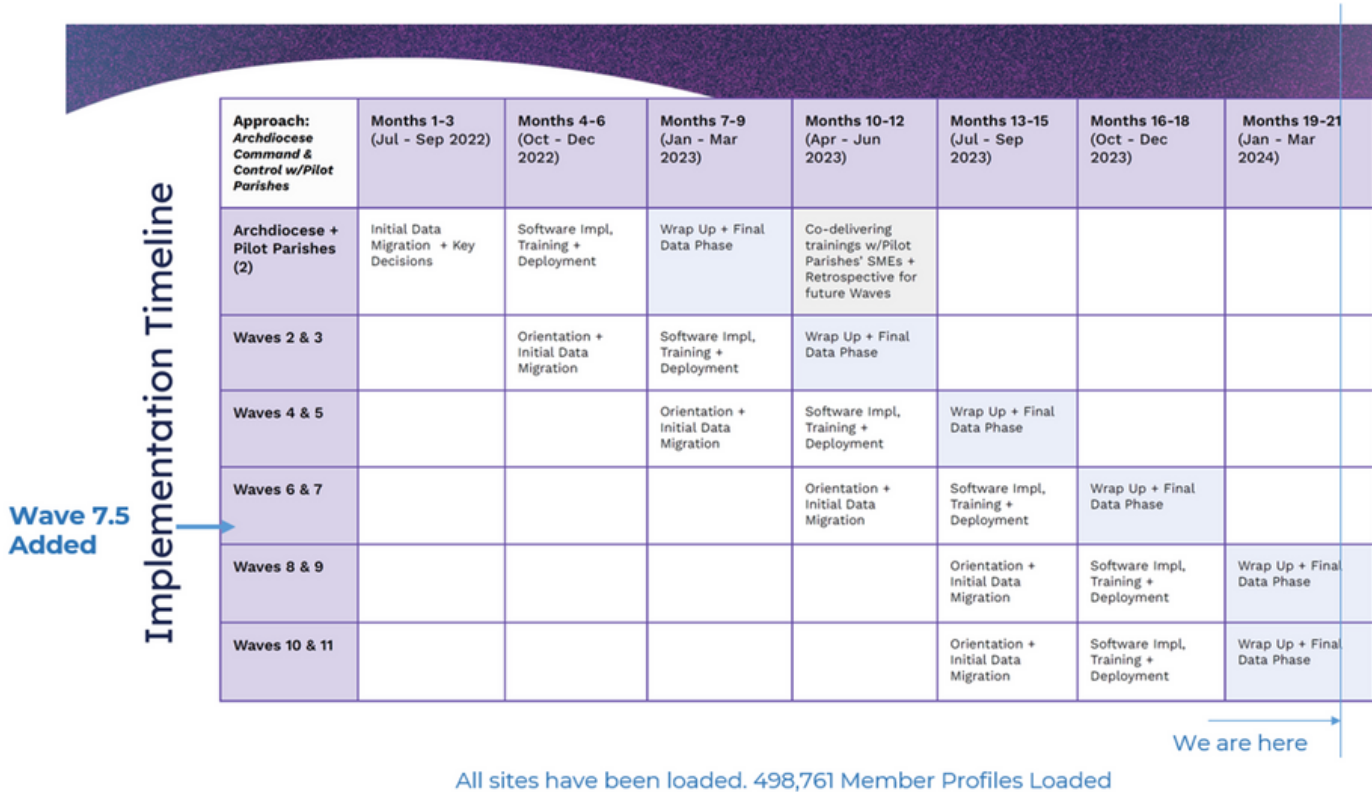 Implementation Timeline
Wave 7.5
Added
Approach:
Archdiocese
Command &
Control w/Pilot
Parishes
Months 1-3
(Jul - Sep 2022)
Months 4-6
(Oct - Dec
2022)
Months 7-9
(Jan - Mar
2023)
Months 10-12
(Apr - Jun
2023)
Months 13-15
(Jul - Sep
2023)
Months 16-18
(Oct - Dec
2023)
Months 19-21
(Jan - Mar
2024)
Archdiocese +
Pilot Parishes
(2)
Initial Data
Migration + Key
Decisions
Software Impl,
Training +
Deployment
Wrap Up + Final
Data Phase
Co-delivering
trainings w/Pilot
Parishes' SMEs +
Retrospective for
future Waves
Waves 2 & 3
Orientation +
Initial Data
Migration
Software Impl,
Training +
Deployment
Wrap Up + Final
Data Phase
Waves 4 & 5
Orientation +
Initial Data
Migration
Software Impl,
Training +
Deployment
Wrap Up + Final
Data Phase
Waves 6 & 7
Orientation +
Initial Data
Migration
Software Impl,
Training +
Deployment
Wrap Up + Final
Data Phase
Waves 8 & 9
Orientation +
Initial Data
Migration
Software Impl,
Training +
Deployment
Wrap Up + Final
Data Phase
Waves 10 & 11
Orientation +
Initial Data
Migration
Software Impl,
Training +
Deployment
Wrap Up + Final
Data Phase
We are here
All sites have been loaded. 498,761 Member Profiles Loaded